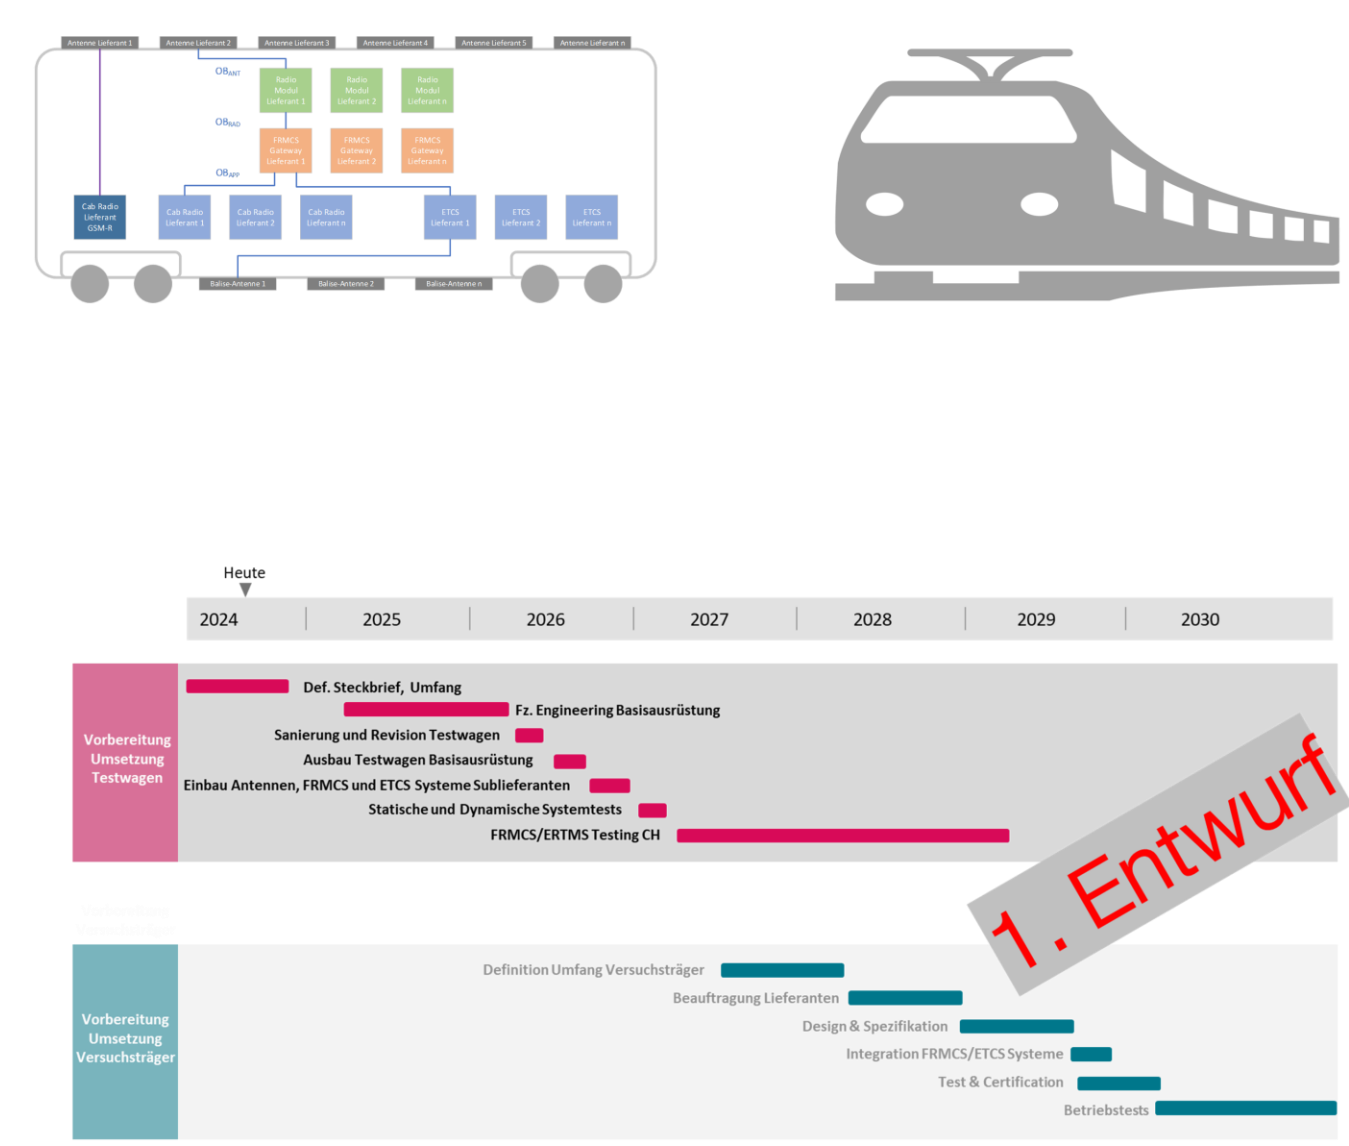 Antenne Lieferant 1
Antenne Lieferant 2
Antenne Lieferant 3
Antenne Lieferant 4
Antenne Lieferant 5
Antenne Lieferant n
OBANT
Radio
Modul
Lieferant 1
Radio
Modul
Lieferant 2
Radio
Modul
Lieferant n
OBRAD
FRMCS
Gateway
Lieferant 1
FRMCS
Gateway
Lieferant 2
FRMCS
Gateway
Lieferant n
OBAPP
Cab Radio
Lieferant
GSM-R
Cab Radio
Lieferant 1
Cab Radio
Lieferant 2
Cab Radio
Lieferant n
ETCS
Lieferant 1
ETCS
Lieferant 2
ETCS
Lieferant n
Balise-Antenne 1
Balise-Antenne 2
Balise-Antenne n
Heute
2024
2025
2026
2027
2028
2029
2030
Vorbereitung
Umsetzung
Testwagen
Def. Steckbrief, Umfang
Fz. Engineering Basisausrüstung
Sanierung und Revision Testwagen
Ausbau Testwagen Basisausrüstung
Einbau Antennen, FRMCS und ETCS Systeme Sublieferanten
Statische und Dynamische Systemtests
FRMCS/ERTMS Testing CH
1. Entwurf
Vorbereitung
Umsetzung
Versuchsträger
Definition Umfang Versuchsträger
Beauftragung Lieferanten
Design & Spezifikation
Integration FRMCS/ETCS Systeme
Test & Certification
Betriebstests